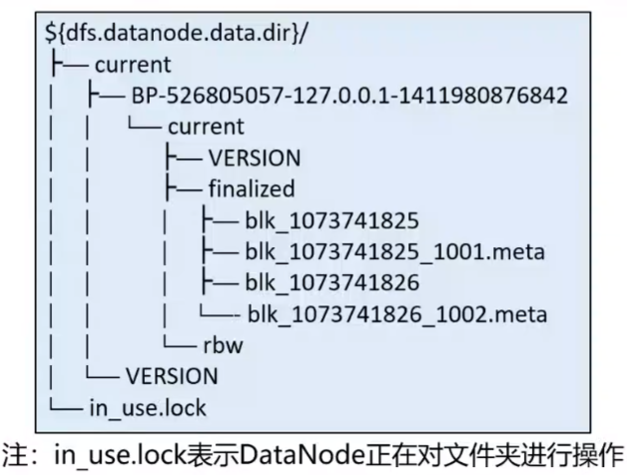 ${dfs.datanode.data.dir}/
├── current
│ ├── BP-526805057-127.0.0.1-1411980876842
│ │ └── current
│ │ ├── VERSION
│ │ ├── finalized
│ │ │ ├── blk_1073741825
│ │ │ ├── blk_1073741825_1001.meta
│ │ │ ├── blk_1073741826
│ │ │ └── blk_1073741826_1002.meta
│ │ └── rbw
│ └── VERSION
└── in_use.lock
注：in_use.lock表示DataNode正在对文件夹进行操作